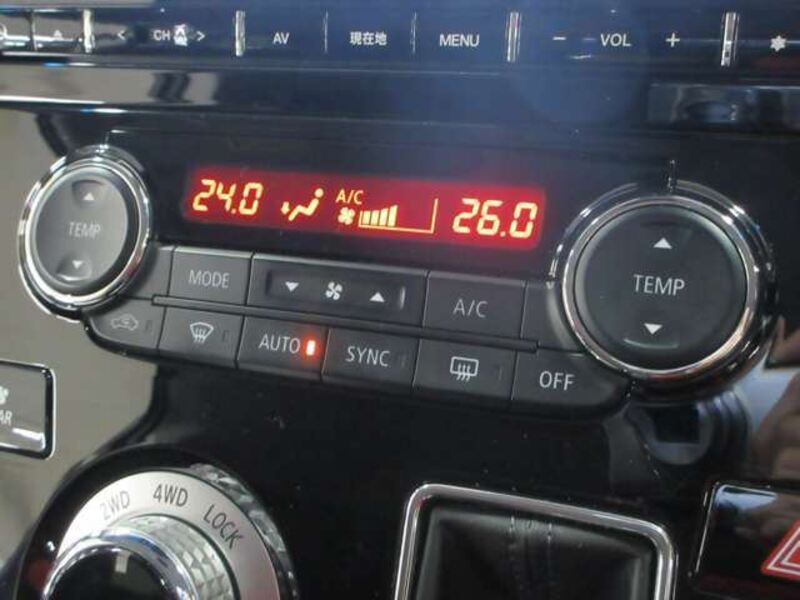 < CH >
AV
現在地
MENU
− VOL +
24.0
A/C
26.0
TEMP
TEMP
MODE
A/C
AUTO
SYNC
OFF
2WD
4WD
LOCK